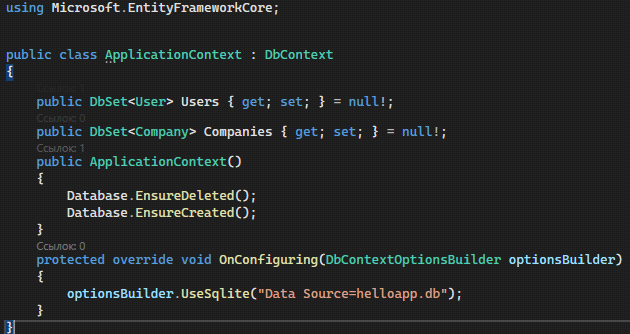 using Microsoft.EntityFrameworkCore;
public class ApplicationContext : DbContext
{
public DbSet<User> Users { get; set; } = null!;
Ссылок: 0
public DbSet<Company> Companies { get; set; } = null!;
Ссылок: 1
public ApplicationContext()
{
Database.EnsureDeleted();
Database.EnsureCreated();
}
Ссылок: 0
protected override void OnConfiguring(DbContextOptionsBuilder optionsBuilder)
{
optionsBuilder.UseSqlite("Data Source=helloapp.db");
}
}